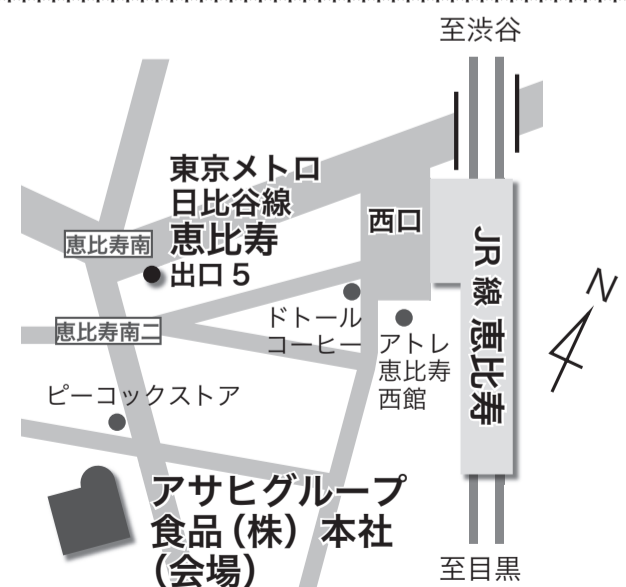 至渋谷
東京メトロ
日比谷線
恵比寿
出口 5
恵比寿南
西口
JR 線 恵比寿
N
恵比寿南二
ドトール
コーヒー
アトレ
恵比寿
西館
ピーコックストア
アサヒグループ
食品(株)本社
(会場)
至目黒